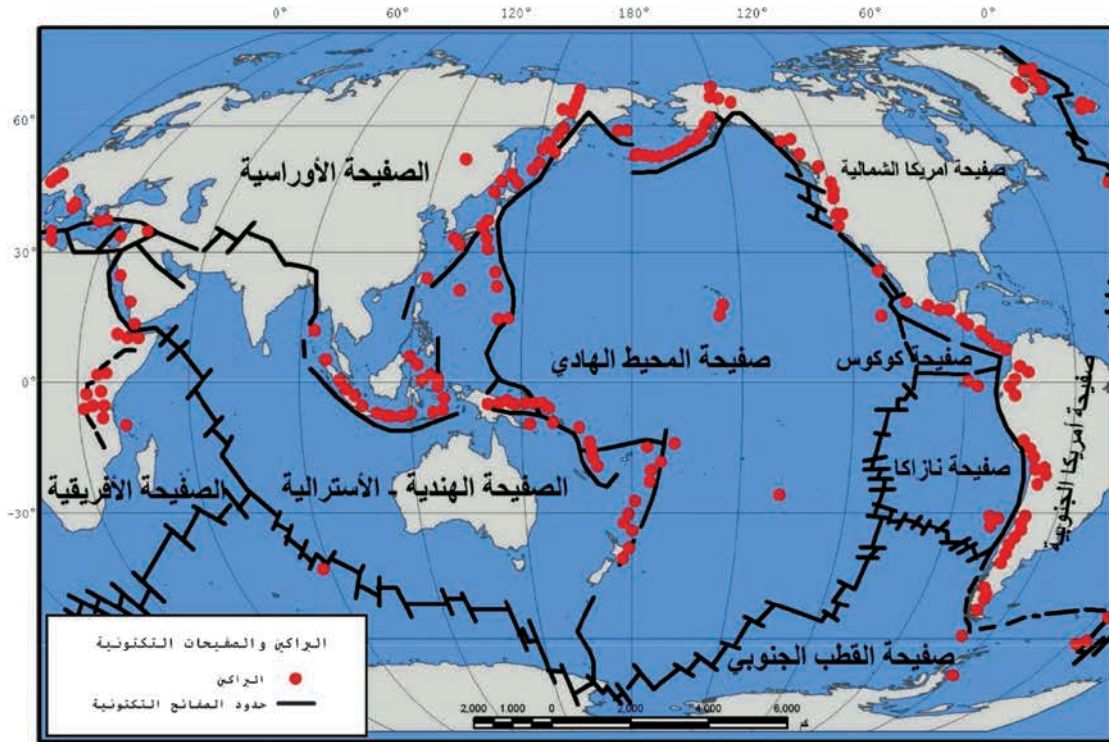 0° 60° 120° 180° 120° 60° 0°
60°
30°
0°
-30°
الصفيحة الأوراسية
صفيحة امريكا الشمالية
صفيحة المحيط الهادي
صفيحة كوكوس
صفيحة نازاكا
صفيحة أمريكا الجنوبية
الصفيحة الأفريقية
الصفيحة الهندية - الأسترالية
صفيحة القطب الجنوبي
البراكين والصفيحات التكتونية
البراكين
حدود الصفائح التكتونية
2,000 1,000 0 2,000 4,000 6,000
كم